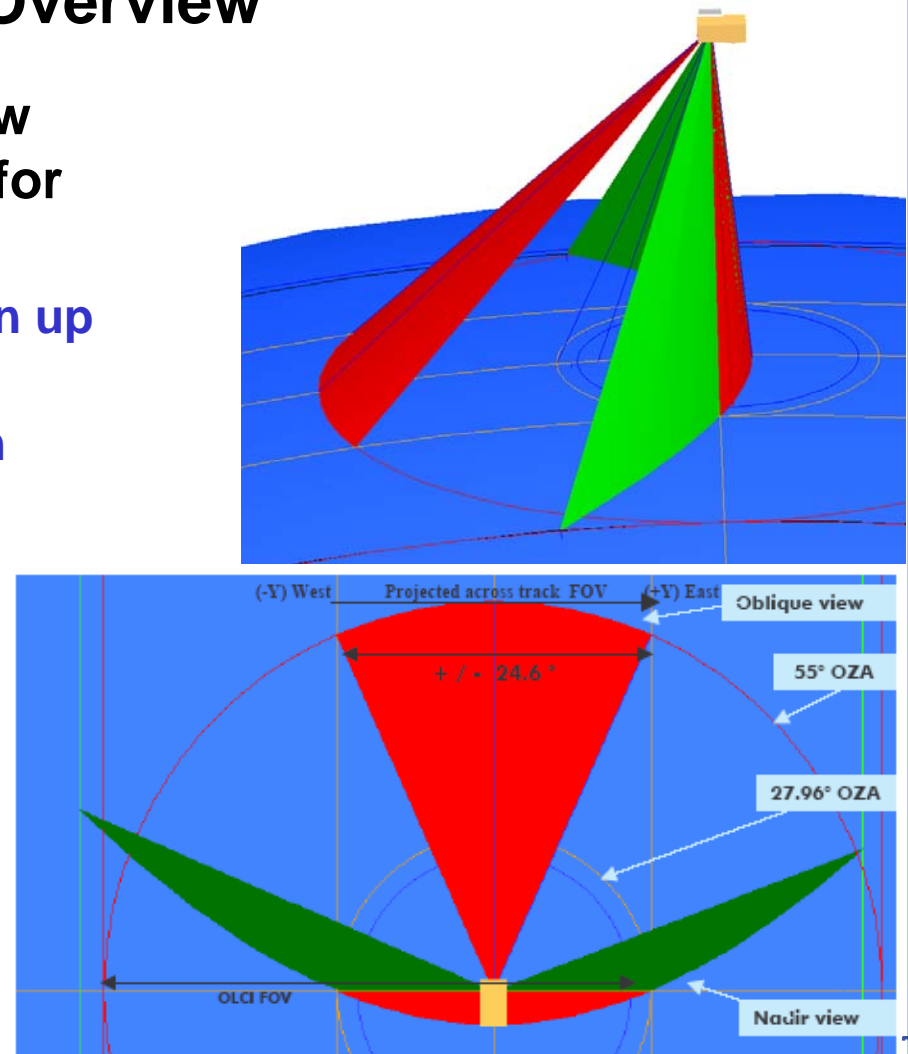 Overview
w
for
n up
n
(-Y) West
Projected across track FOV
(+Y) East
Oblique view
+ / - 24.6 °
55° OZA
27.96° OZA
OLCI FOV
Nadir view